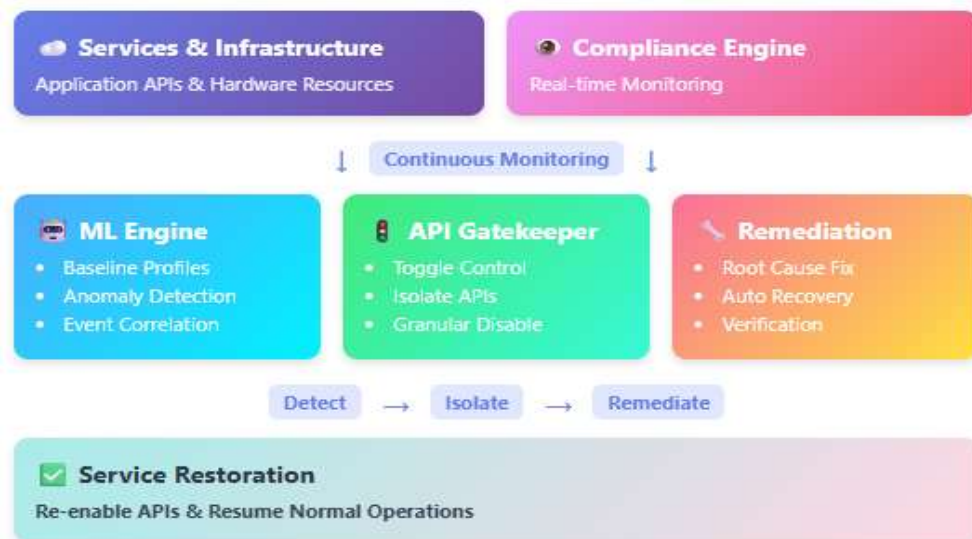 Services & Infrastructure
Application APIs & Hardware Resources
Compliance Engine
Real-time Monitoring
↓ Continuous Monitoring ↓
ML Engine
• Baseline Profiles
• Anomaly Detection
• Event Correlation
API Gatekeeper
• Toggle Control
• Isolate APIs
• Granular Disable
Remediation
• Root Cause Fix
• Auto Recovery
• Verification
Detect → Isolate → Remediate
Service Restoration
Re-enable APIs & Resume Normal Operations